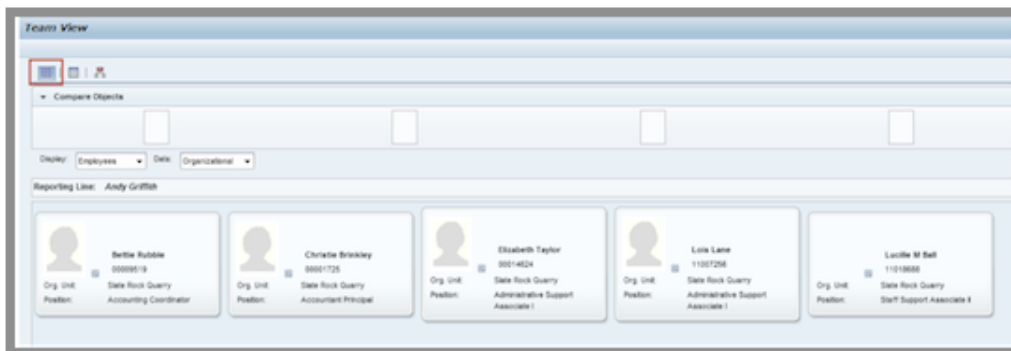 Team View
Compare Objects
Display: Employees Data: Organizational
Reporting Line: Andy Griffith
Bettie Rubble
00009519
Org. Unit: Slate Rock Quarry
Position: Accounting Coordinator
Christie Brinkley
00001725
Org. Unit: Slate Rock Quarry
Position: Accountant Principal
Elizabeth Taylor
00014624
Org. Unit: Slate Rock Quarry
Position: Administrative Support
Associate I
Lois Lane
11007256
Org. Unit: Slate Rock Quarry
Position: Administrative Support
Associate I
Lucille M Ball
11018688
Org. Unit: Slate Rock Quarry
Position: Staff Support Associate II